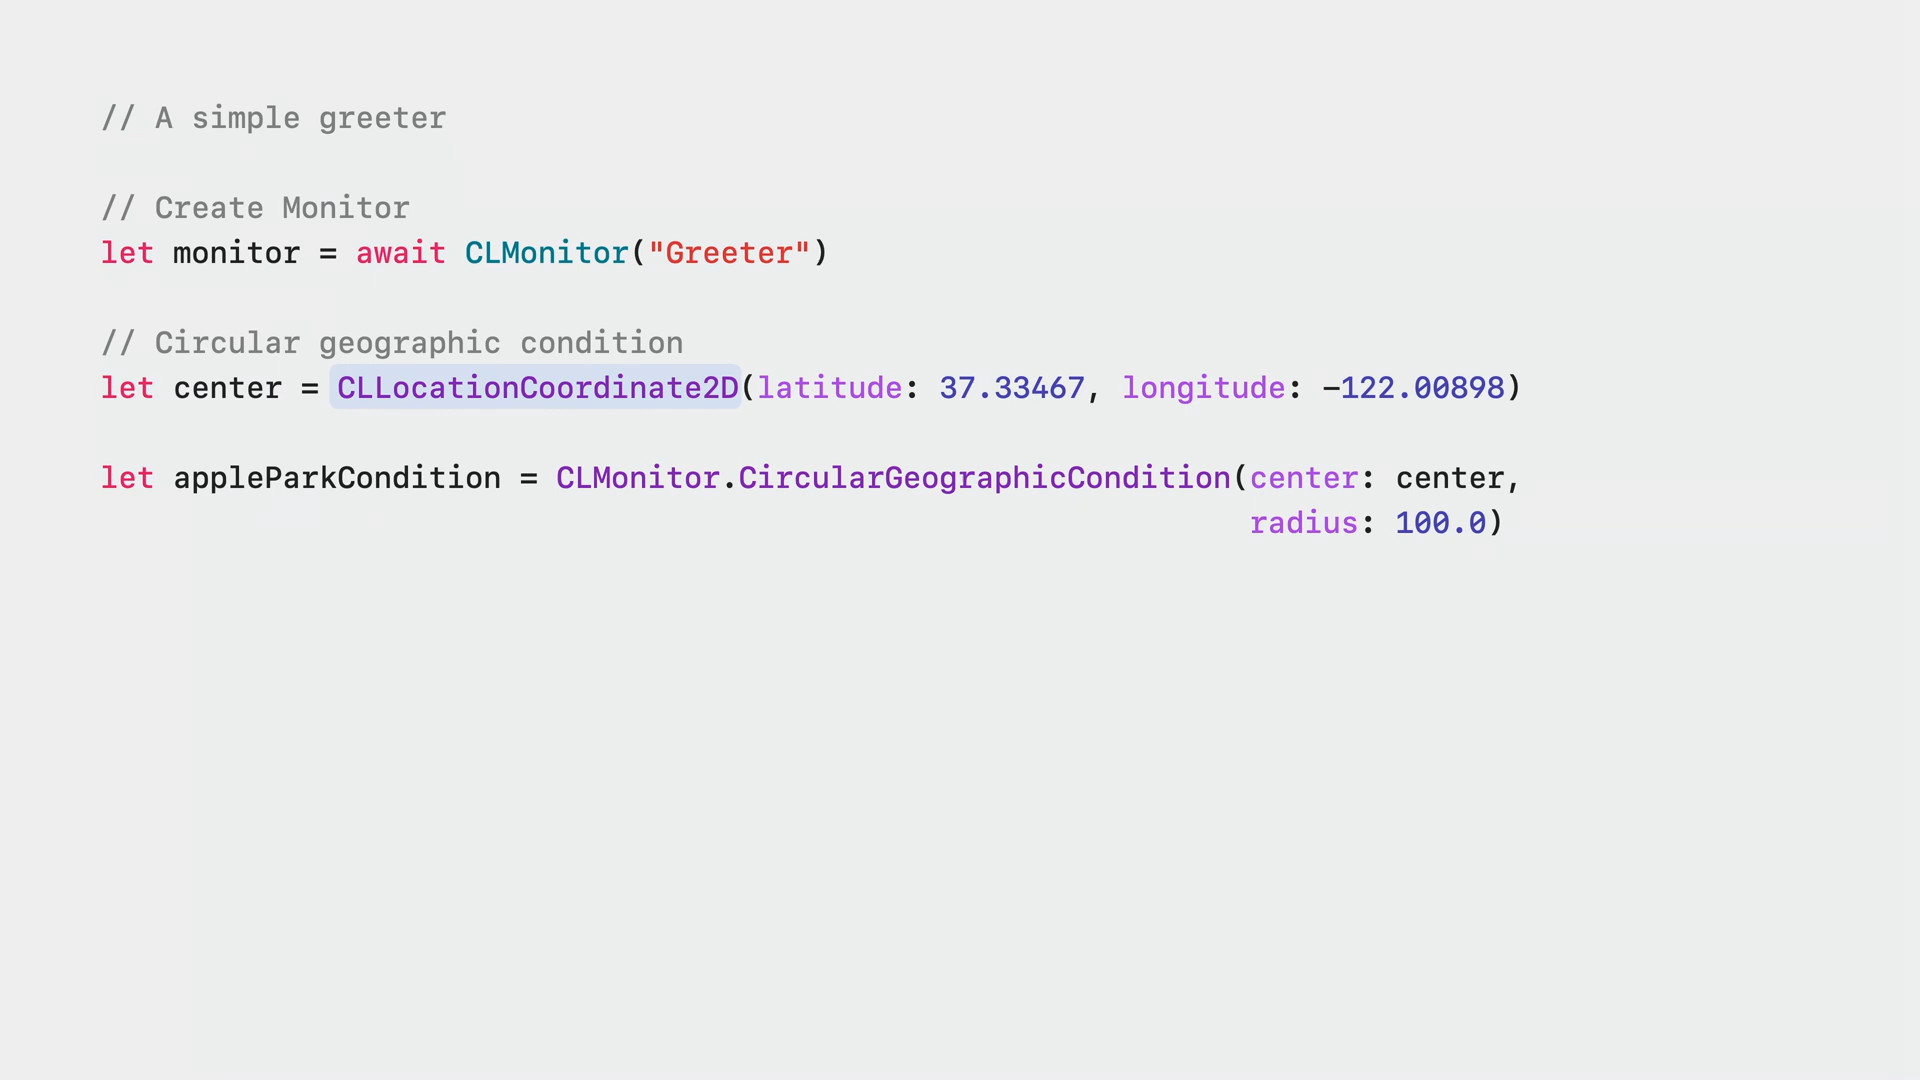 // A simple greeter
// Create Monitor
let monitor = await CLMonitor("Greeter")
// Circular geographic condition
let center = CLLocationCoordinate2D(latitude: 37.33467, longitude: -122.00898)
let appleParkCondition = CLMonitor.CircularGeographicCondition(center: center,
radius: 100.0)